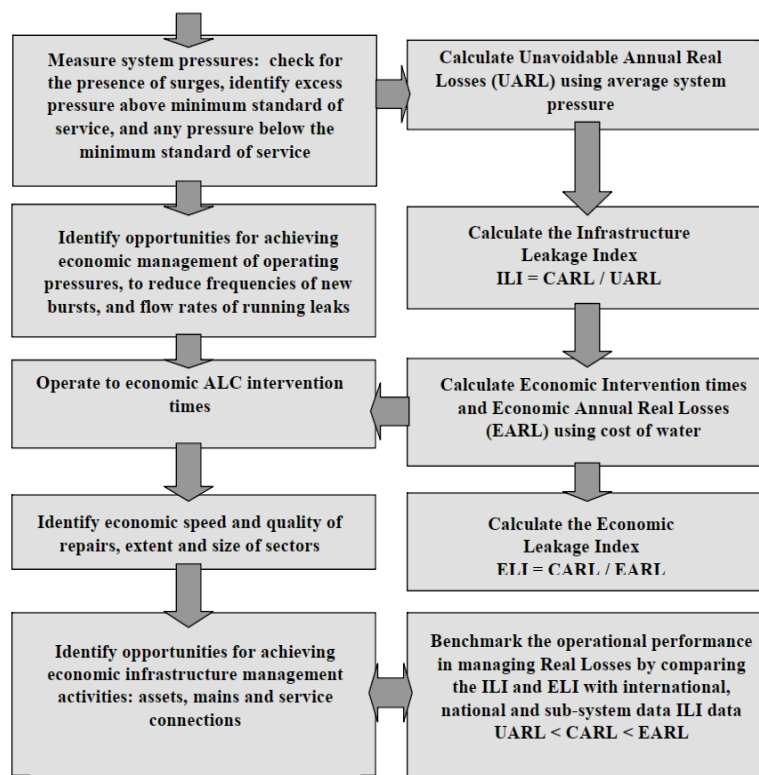 Measure system pressures:  check for
the presence of surges, identify excess
pressure above minimum standard of
service, and any pressure below the
minimum standard of service
Calculate Unavoidable Annual Real
Losses (UARL) using average system
pressure
Identify opportunities for achieving
economic management of operating
pressures, to reduce frequencies of new
bursts, and flow rates of running leaks
Calculate the Infrastructure
Leakage Index
ILI = CARL / UARL
Operate to economic ALC intervention
times
Calculate Economic Intervention times
and Economic Annual Real Losses
(EARL) using cost of water
Identify economic speed and quality of
repairs, extent and size of sectors
Calculate the Economic
Leakage Index
ELI = CARL / EARL
Identify opportunities for achieving
economic infrastructure management
activities: assets, mains and service
connections
Benchmark the operational performance
in managing Real Losses by comparing
the ILI and ELI with international,
national and sub-system data ILI data
UARL < CARL < EARL